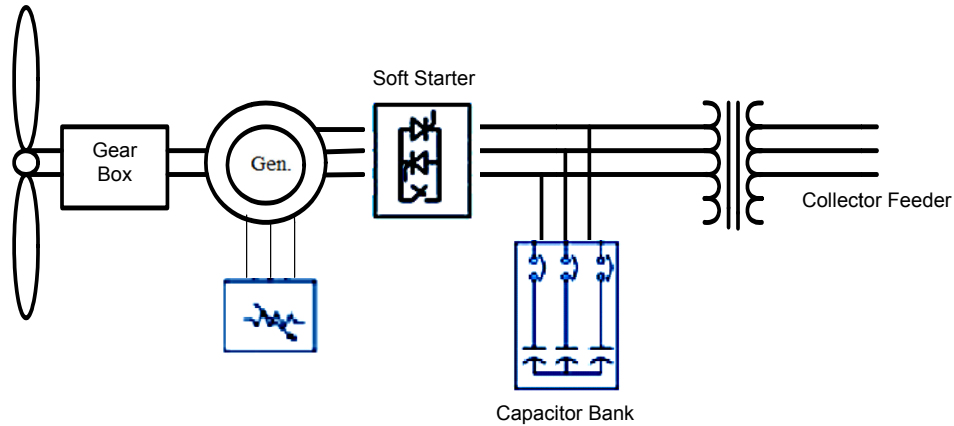 Soft Starter
Gear
Box
Gen.
Collector Feeder
Capacitor Bank